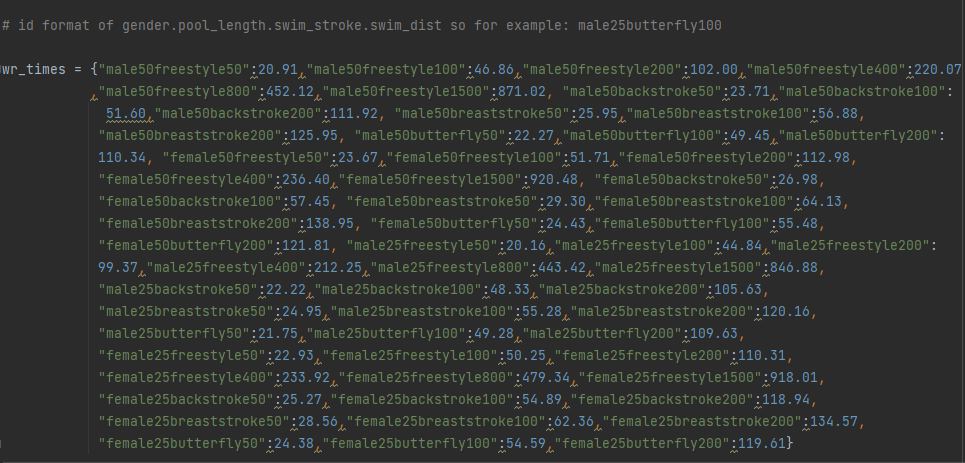 # id format of gender.pool_length.swim_stroke.swim_dist so for example: male25butterfly100
wr_times = {"male50freestyle50":20.91,"male50freestyle100":46.86,"male50freestyle200":102.00,"male50freestyle400":220.07
,"male50freestyle800":452.12,"male50freestyle1500":871.02, "male50backstroke50":23.71,"male50backstroke100":
51.60,"male50backstroke200":111.92, "male50breaststroke50":25.95,"male50breaststroke100":56.88,
"male50breaststroke200":125.95, "male50butterfly50":22.27,"male50butterfly100":49.45,"male50butterfly200":
110.34, "female50freestyle50":23.67,"female50freestyle100":51.71,"female50freestyle200":112.98,
"female50freestyle400":236.40,"female50freestyle1500":920.48, "female50backstroke50":26.98,
"female50backstroke100":57.45, "female50breaststroke50":29.30,"female50breaststroke100":64.13,
"female50breaststroke200":138.95, "female50butterfly50":24.43,"female50butterfly100":55.48,
"female50butterfly200":121.81, "male25freestyle50":20.16,"male25freestyle100":44.84,"male25freestyle200":
99.37,"male25freestyle400":212.25,"male25freestyle800":443.42,"male25freestyle1500":846.88,
"male25backstroke50":22.22,"male25backstroke100":48.33,"male25backstroke200":105.63,
"male25breaststroke50":24.95,"male25breaststroke100":55.28,"male25breaststroke200":120.16,
"male25butterfly50":21.75,"male25butterfly100":49.28,"male25butterfly200":109.63,
"female25freestyle50":22.93,"female25freestyle100":50.25,"female25freestyle200":110.31,
"female25freestyle400":233.92,"female25freestyle800":479.34,"female25freestyle1500":918.01,
"female25backstroke50":25.27,"female25backstroke100":54.89,"female25backstroke200":118.94,
"female25breaststroke50":28.56,"female25breaststroke100":62.36,"female25breaststroke200":134.57,
"female25butterfly50":24.38,"female25butterfly100":54.59,"female25butterfly200":119.61}